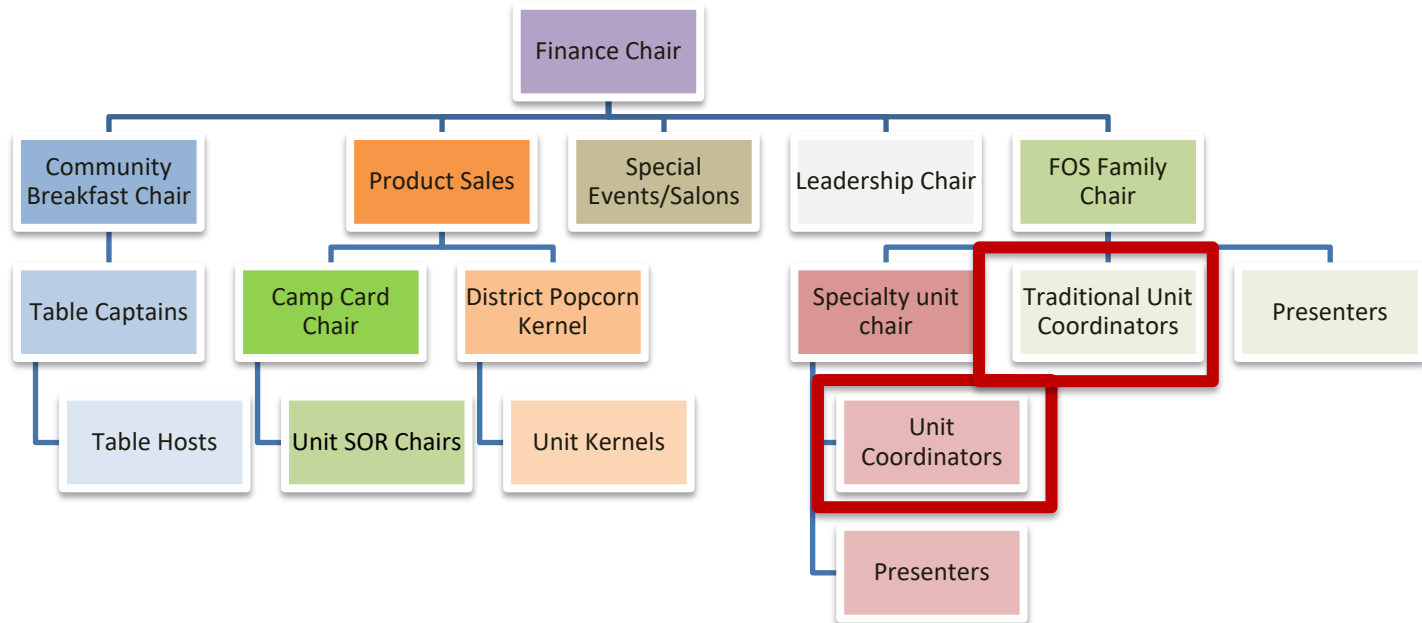 Finance Chair
Community
Breakfast Chair
Product Sales
Special
Events/Salons
Leadership Chair
FOS Family
Chair
Table Captains
Camp Card
Chair
District Popcorn
Kernel
Specialty unit
chair
Traditional Unit
Coordinators
Presenters
Table Hosts
Unit SOR Chairs
Unit Kernels
Unit
Coordinators
Presenters